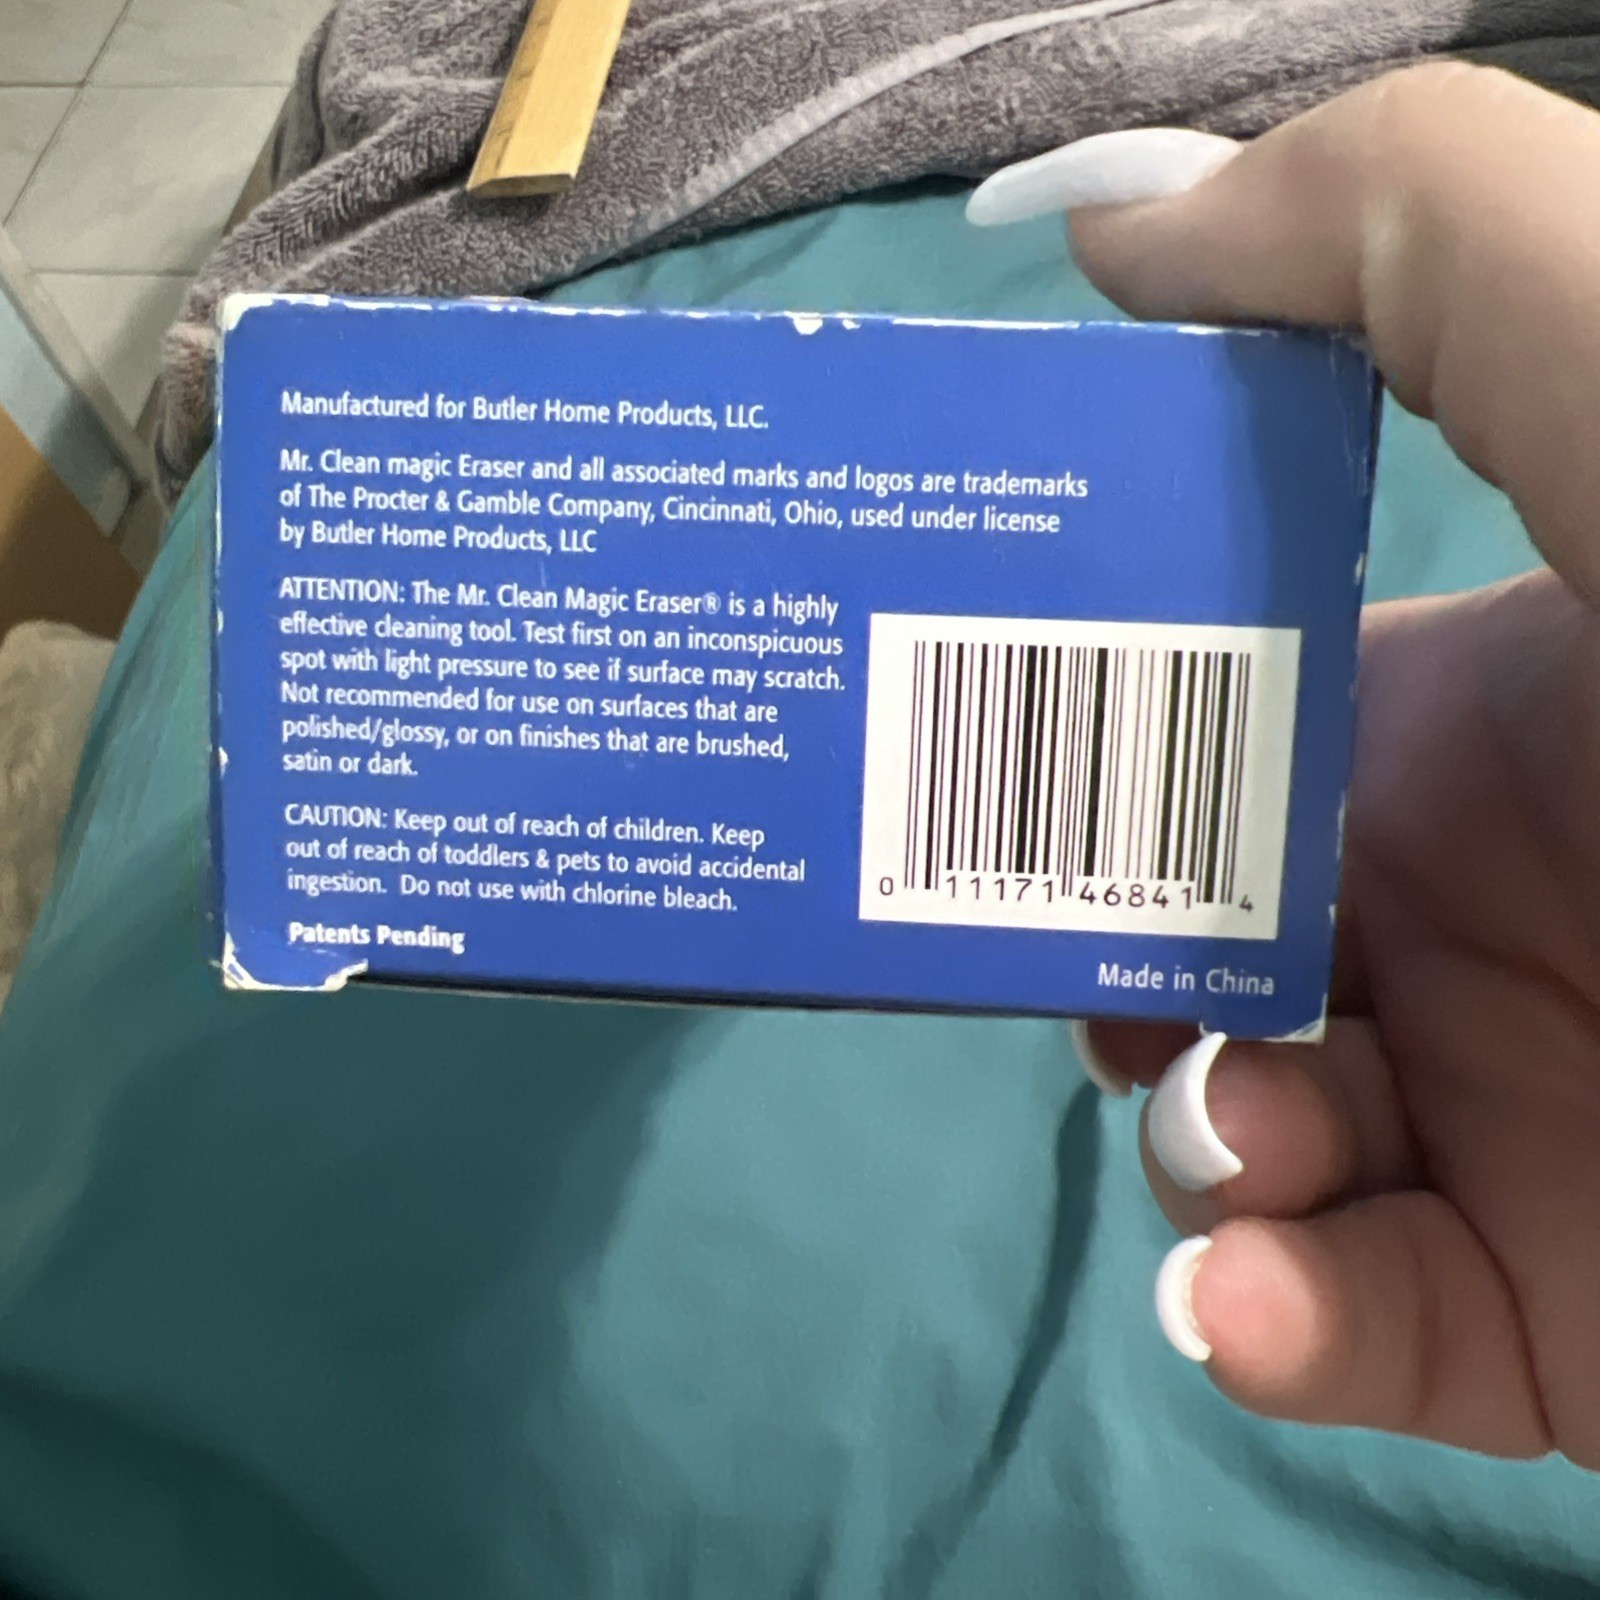 Manufactured for Butler Home Products, LLC.
Mr. Clean magic Eraser and all associated marks and logos are trademarks
of The Procter & Gamble Company, Cincinnati, Ohio, used under license
by Butler Home Products, LLC
ATTENTION: The Mr. Clean Magic Eraser® is a highly
effective cleaning tool. Test first on an inconspicuous
spot with light pressure to see if surface may scratch.
Not recommended for use on surfaces that are
polished/glossy, or on finishes that are brushed,
satin or dark.
CAUTION: Keep out of reach of children. Keep
out of reach of toddlers & pets to avoid accidental
ingestion. Do not use with chlorine bleach.
Patents Pending
0 11171 46841 4
Made in China